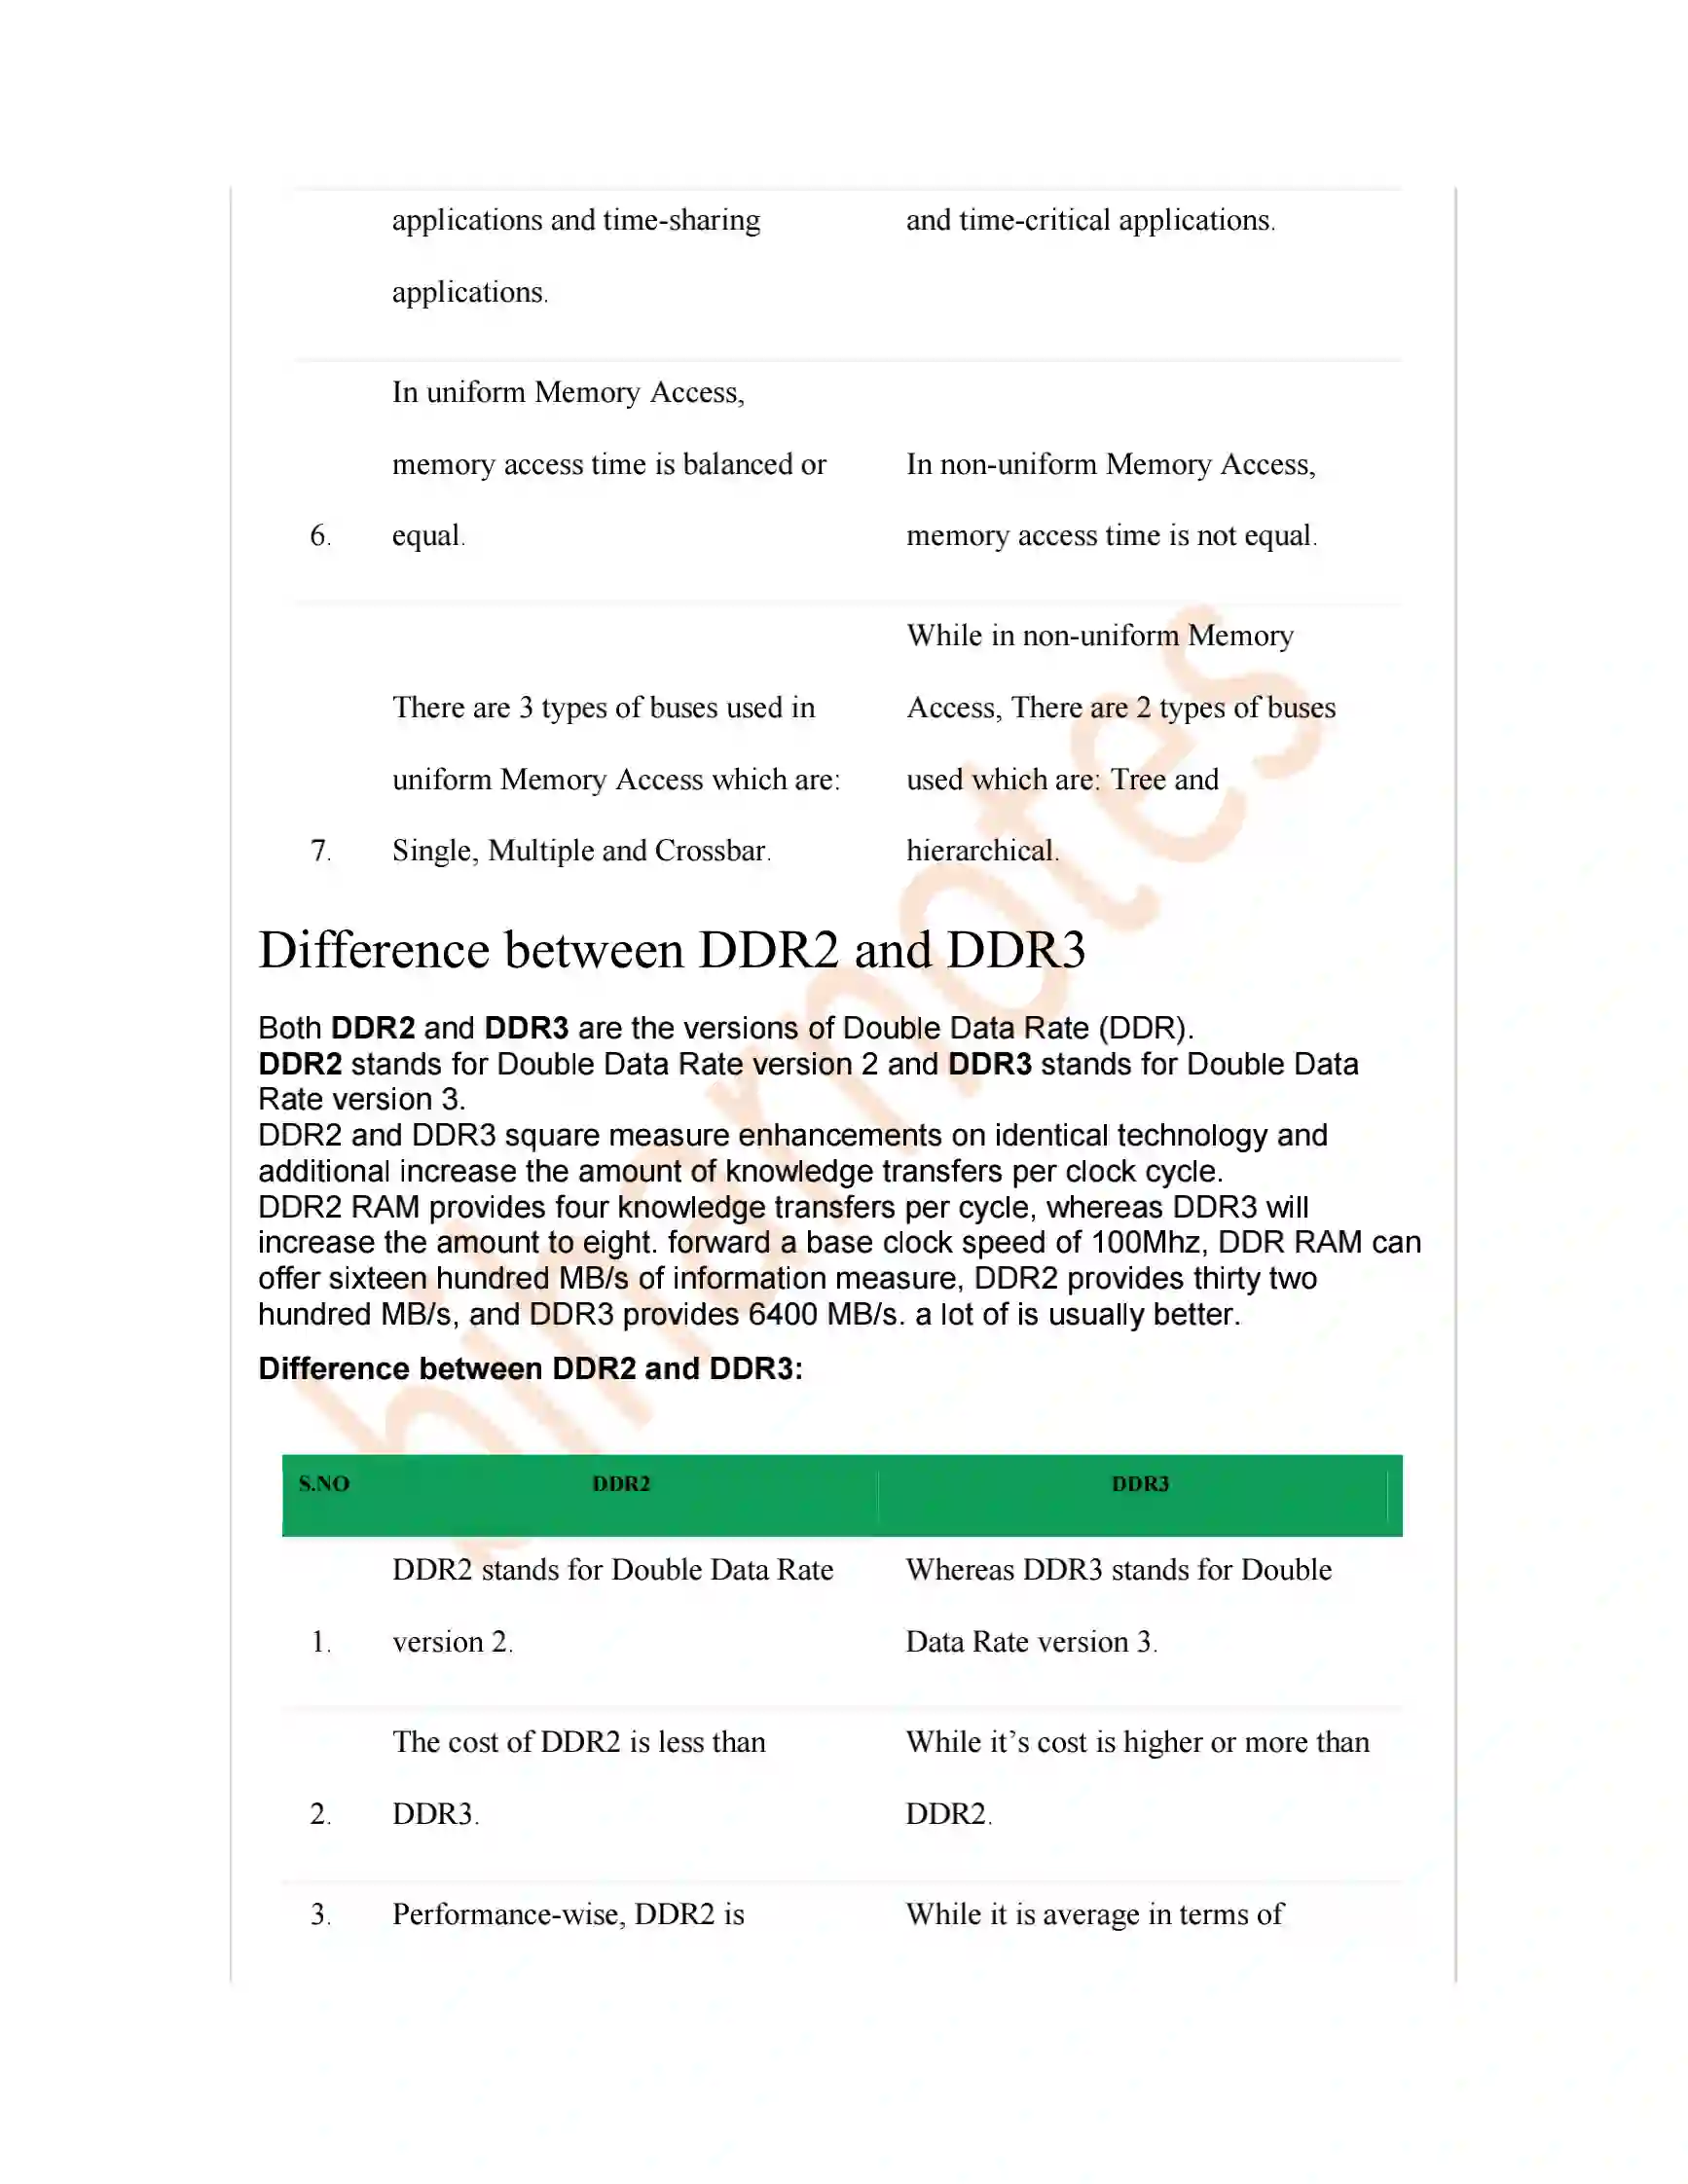 applications and time-sharing and time-critical applications.
applications.
In uniform Memory Access,
memory access time is balanced or In non-uniform Memory Access,
6. equal. memory access time is not equal.
While in non-uniform Memory
There are 3 types of buses used in Access, There are 2 types of buses
uniform Memory Access which are: used which are: Tree and
7. Single, Multiple and Crossbar. hierarchical.
Difference between DDR2 and DDR3
Both DDR2 and DDR3 are the versions of Double Data Rate (DDR).
DDR2 stands for Double Data Rate version 2 and DDR3 stands for Double Data
Rate version 3.
DDR2 and DDR3 square measure enhancements on identical technology and
additional increase the amount of knowledge transfers per clock cycle.
DDR2 RAM provides four knowledge transfers per cycle, whereas DDR3 will
increase the amount to eight. forward a base clock speed of 100Mhz, DDR RAM can
offer sixteen hundred MB/s of information measure, DDR2 provides thirty two
hundred MB/s, and DDR3 provides 6400 MB/s. a lot of is usually better.
Difference between DDR2 and DDR3:
S.NO DDR2 DDR3
DDR2 stands for Double Data Rate Whereas DDR3 stands for Double
1. version 2. Data Rate version 3.
The cost of DDR2 is less than While it’s cost is higher or more than
2. DDR3. DDR2.
3. Performance-wise, DDR2 is While it is average in terms of